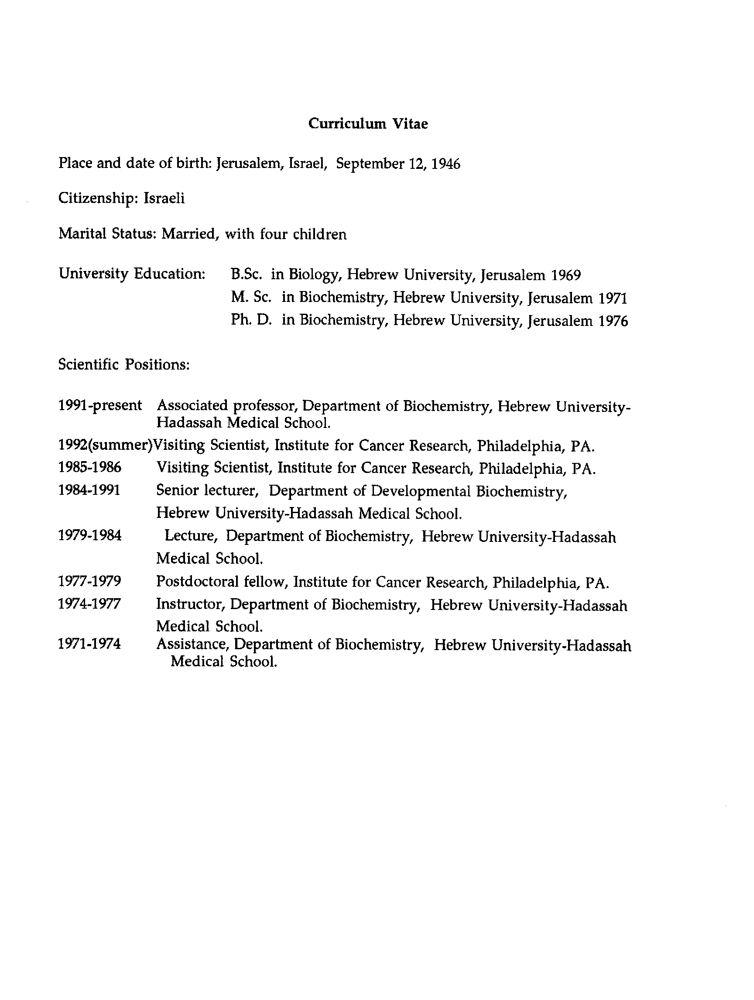 Curriculum Vitae
Place and date of birth: Jerusalem, Israel, September 12, 1946
Citizenship: Israeli
Marital Status: Married, with four children
University Education: B.Sc. in Biology, Hebrew University, Jerusalem 1969
M. Sc. in Biochemistry, Hebrew University, Jerusalem 1971
Ph. D. in Biochemistry, Hebrew University, Jerusalem 1976
Scientific Positions:
1991-present Associated professor, Department of Biochemistry, Hebrew University-
Hadassah Medical School.
1992(summer)Visiting Scientist, Institute for Cancer Research, Philadelphia, PA.
1985-1986 Visiting Scientist, Institute for Cancer Research, Philadelphia, PA.
1984-1991 Senior lecturer, Department of Developmental Biochemistry,
Hebrew University-Hadassah Medical School.
1979-1984 Lecture, Department of Biochemistry, Hebrew University-Hadassah
Medical School.
1977-1979 Postdoctoral fellow, Institute for Cancer Research, Philadelphia, PA.
1974-1977 Instructor, Department of Biochemistry, Hebrew University-Hadassah
Medical School.
1971-1974 Assistance, Department of Biochemistry, Hebrew University-Hadassah
Medical School.